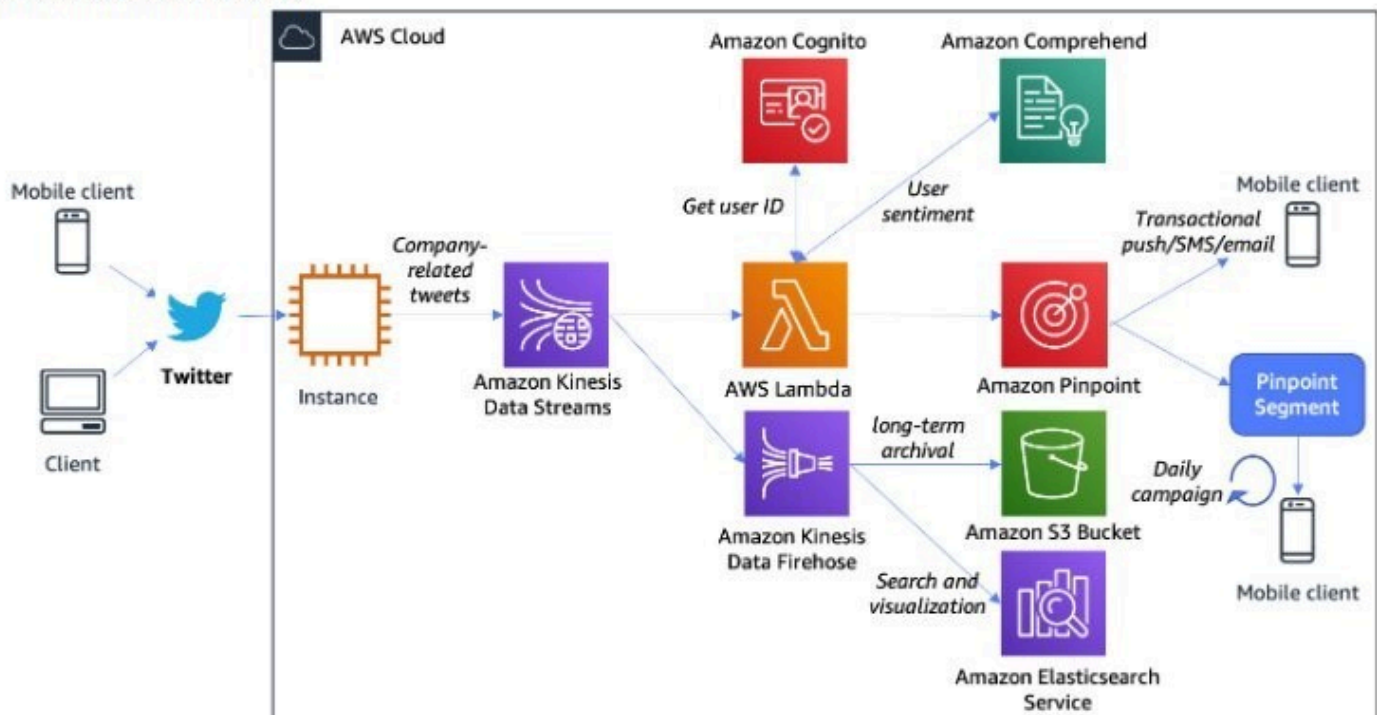 AWS Cloud
Amazon Cognito
Amazon Comprehend
Mobile client
Get user ID
User
sentiment
Mobile client
Transactional
push/SMS/email
Company-
related
tweets
Twitter
Instance
Amazon Kinesis
Data Streams
AWS Lambda
Amazon Pinpoint
Pinpoint
Segment
Client
long-term
archival
Daily
campaign
Amazon Kinesis
Data Firehose
Amazon S3 Bucket
Search and
visualization
Mobile client
Amazon Elasticsearch
Service